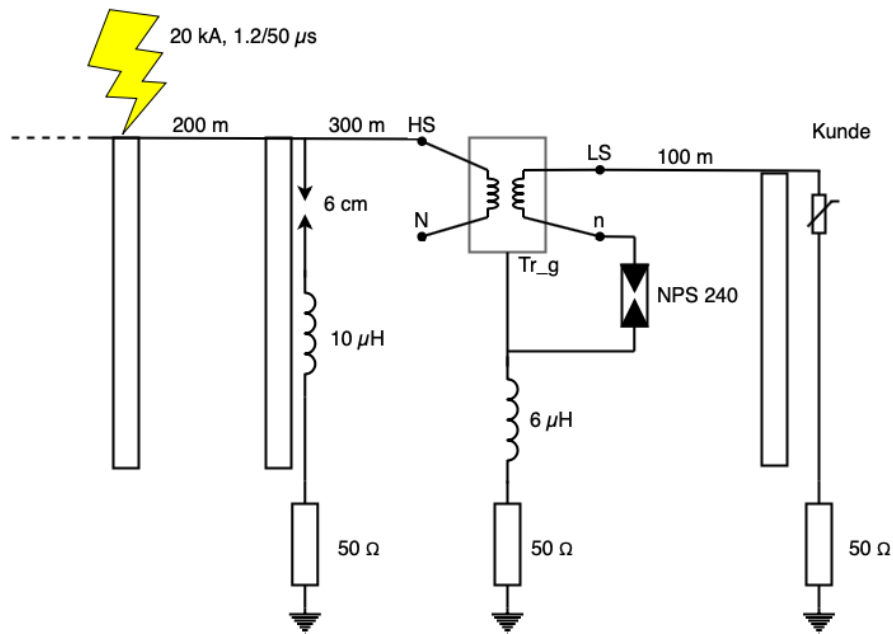 20 kA, 1.2/50 µs
200 m
300 m
HS
LS
100 m
Kunde
6 cm
N
n
Tr_g
NPS 240
10 µH
6 µH
50 Ω
50 Ω
50 Ω